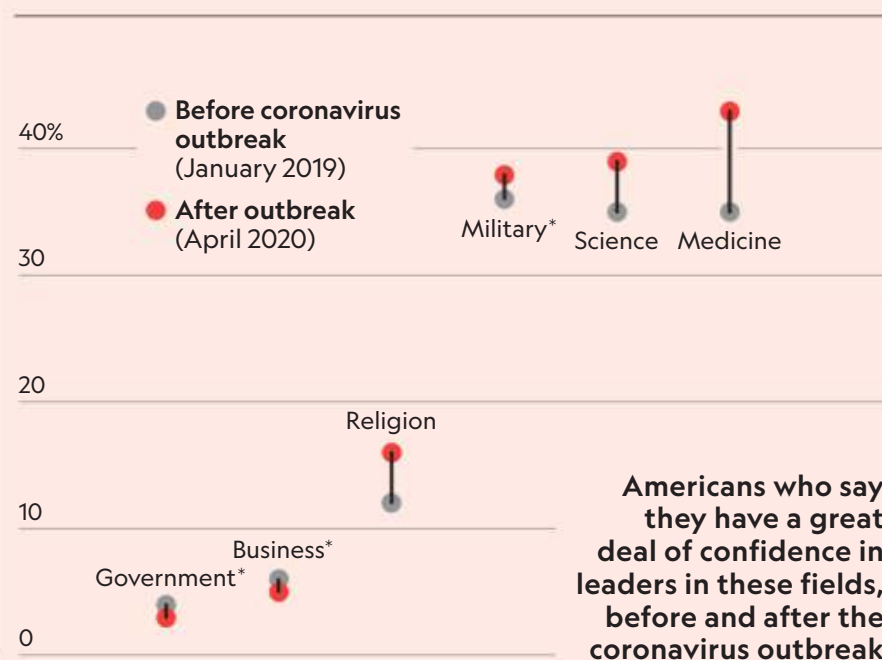 Before coronavirus
outbreak
(January 2019)
After outbreak
(April 2020)
40%
30
20
10
0
Military*
Science
Medicine
Religion
Business*
Government*
Americans who say
they have a great
deal of confidence in
leaders in these fields,
before and after the
coronavirus outbreak